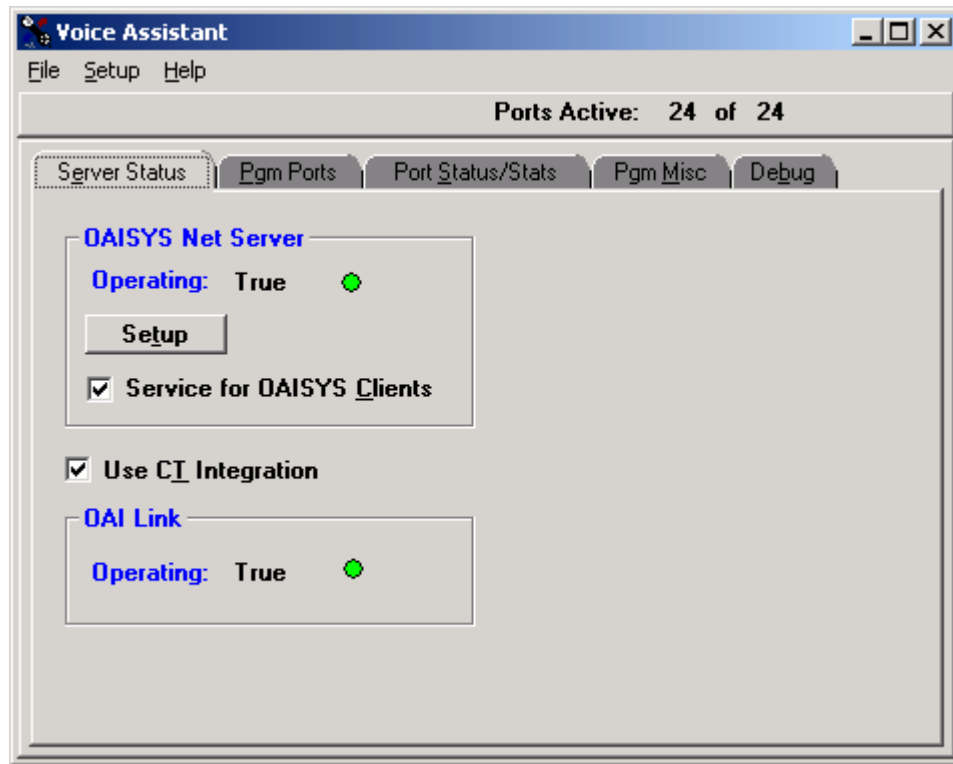 Voice Assistant
File Setup Help
Ports Active: 24 of 24
Server Status Pgm Ports Port Status/Stats Pgm Misc Debug
OAISYS Net Server
Operating: True
Setup
Service for OAISYS Clients
Use CT Integration
OAI Link
Operating: True